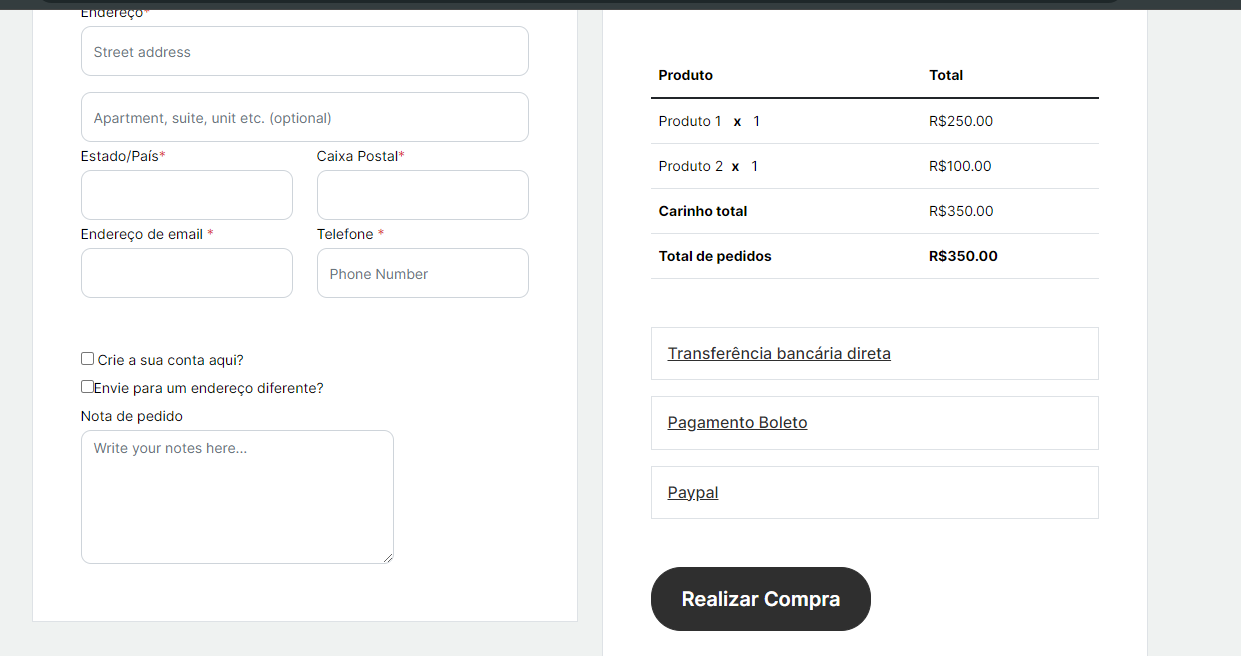 Endereço*
Street address
Apartment, suite, unit etc. (optional)
Estado/País* Caixa Postal*
Endereço de email * Telefone *
Phone Number
Crie a sua conta aqui?
Envie para um endereço diferente?
Nota de pedido
Write your notes here...
Produto Total
Produto 1 x 1 R$250.00
Produto 2 x 1 R$100.00
Carinho total R$350.00
Total de pedidos R$350.00
Transferência bancária direta
Pagamento Boleto
Paypal
Realizar Compra